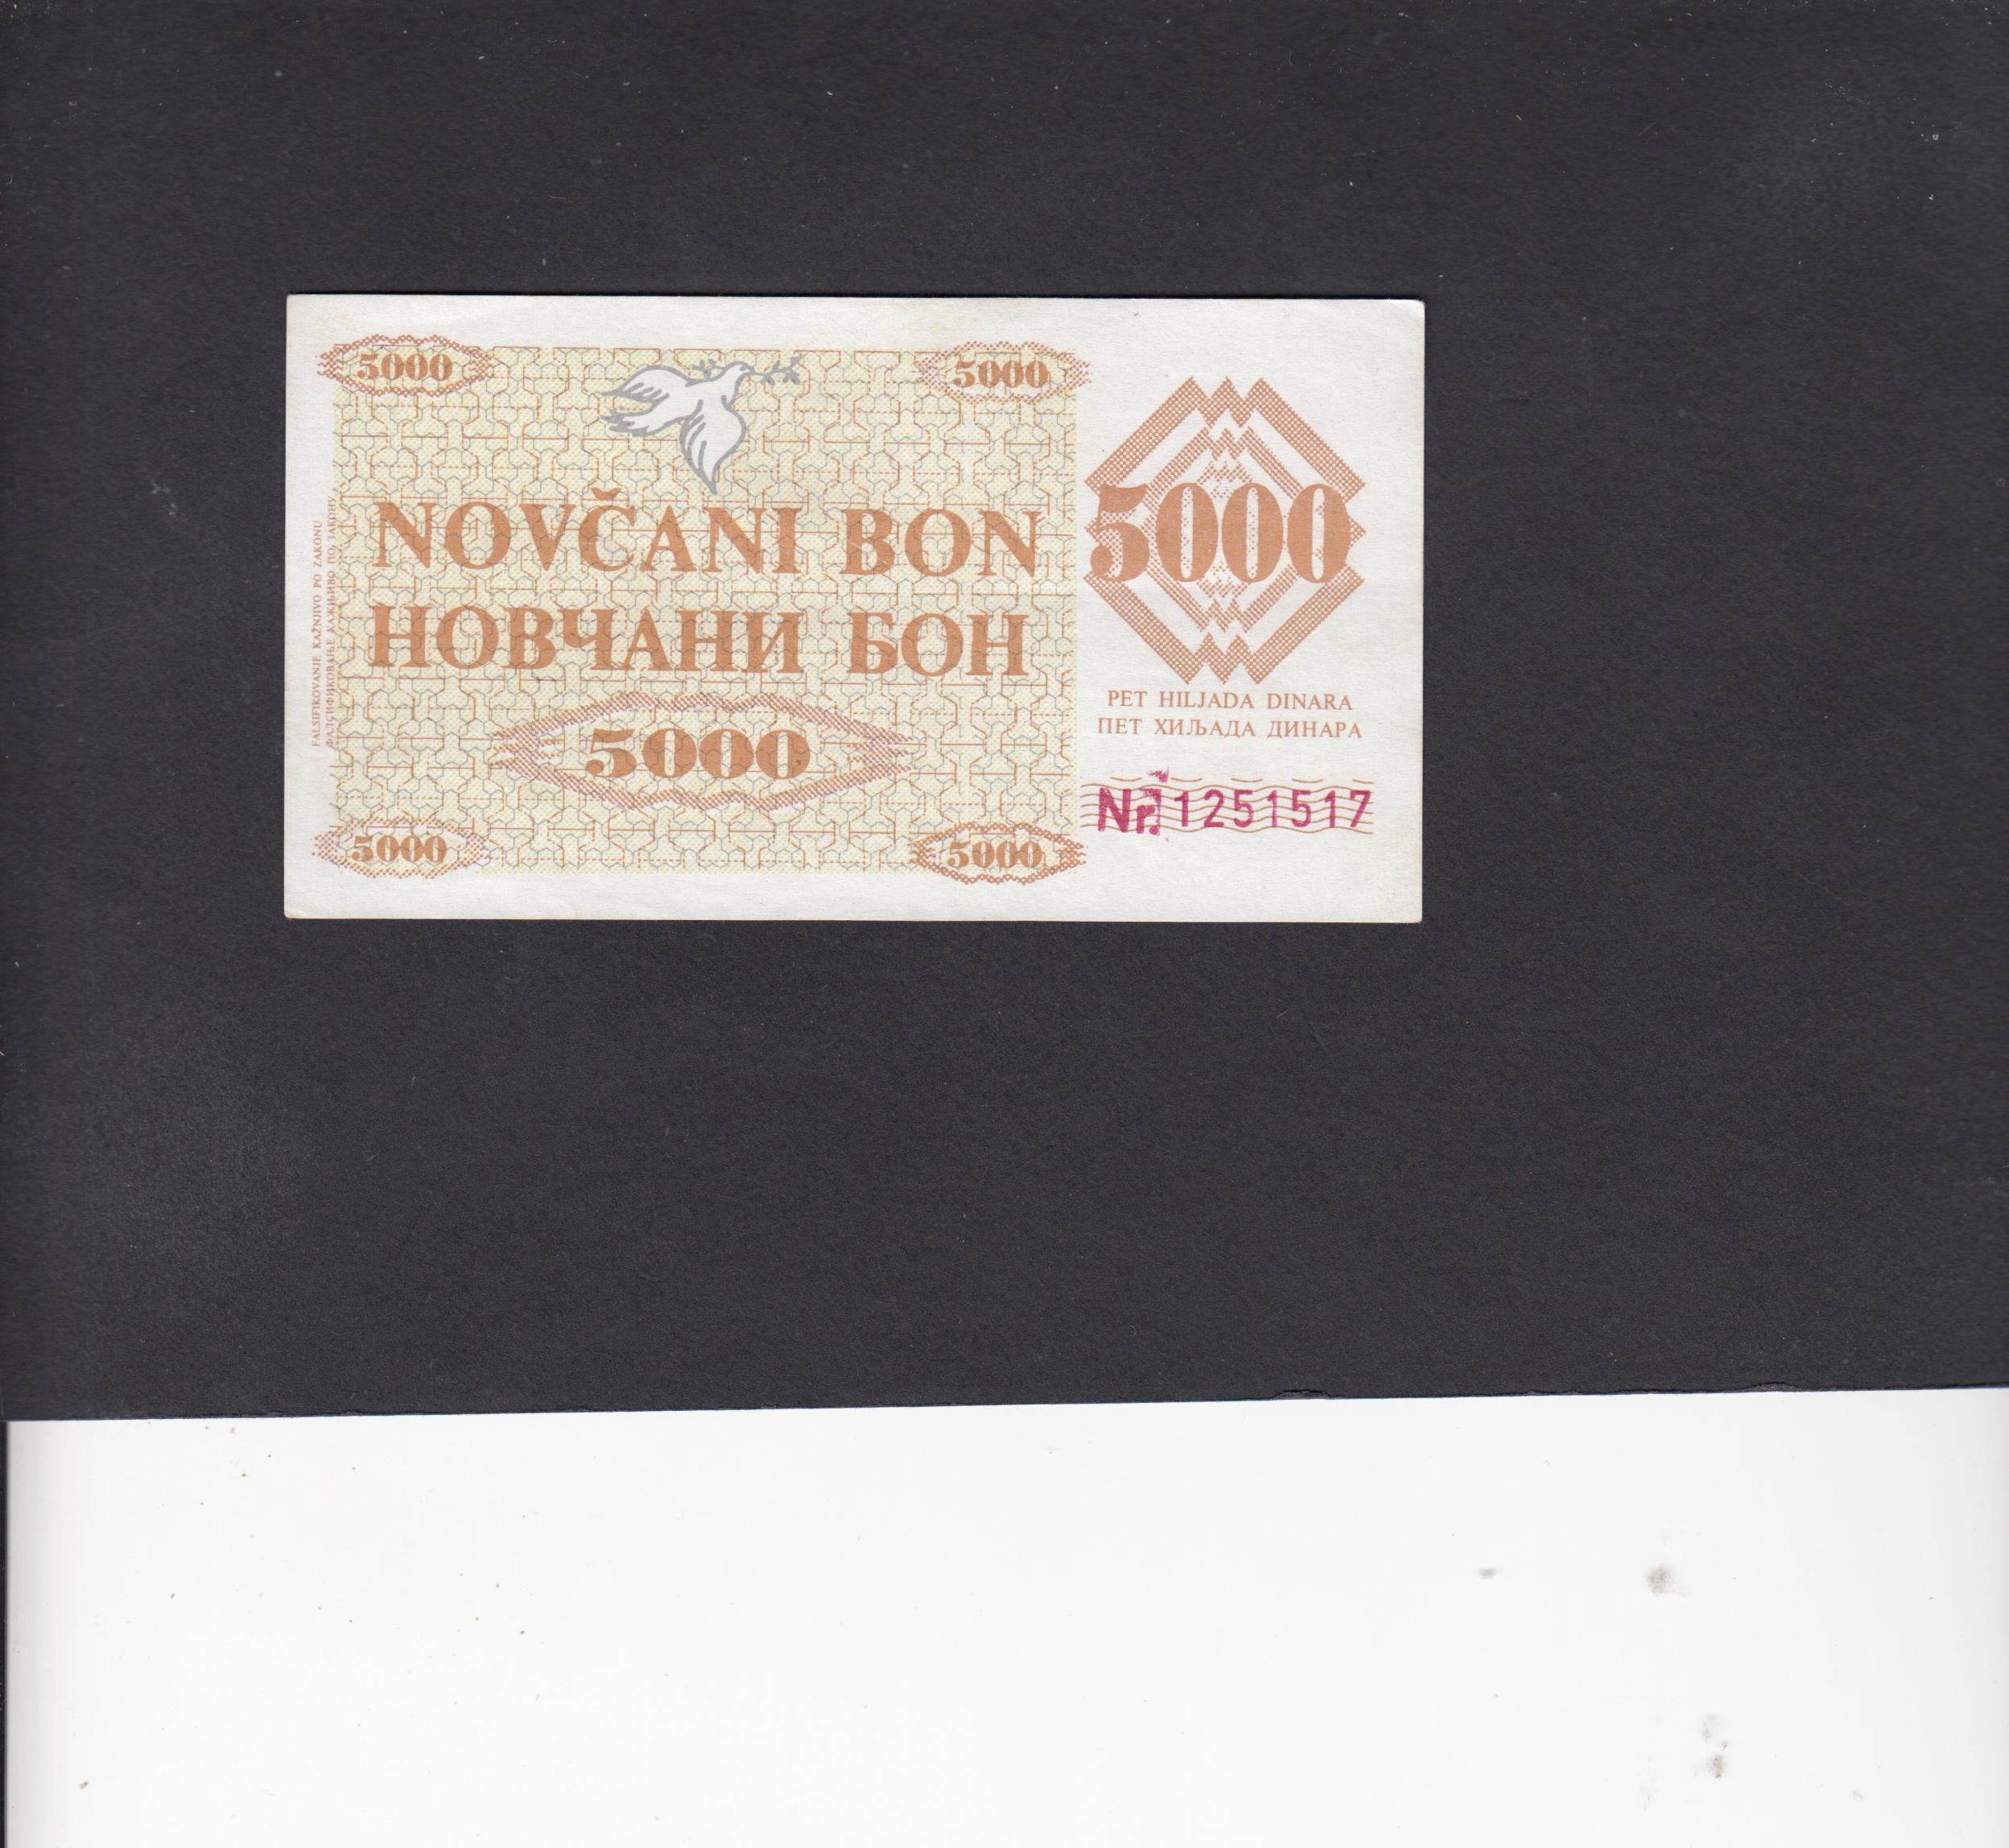 5000
5000
NOVČANI BON
НОВЧАНИ БОН
5000
5000
5000
FALSIFIKOVANJE KAŽNJIVO PO ZAKONU
ФАЛСИФИКОВАЊЕ КАЖЊИВО ПО ЗАКОНУ
5000
PET HILJADA DINARA
ПЕТ ХИЉАДА ДИНАРА
Nr. 1251517